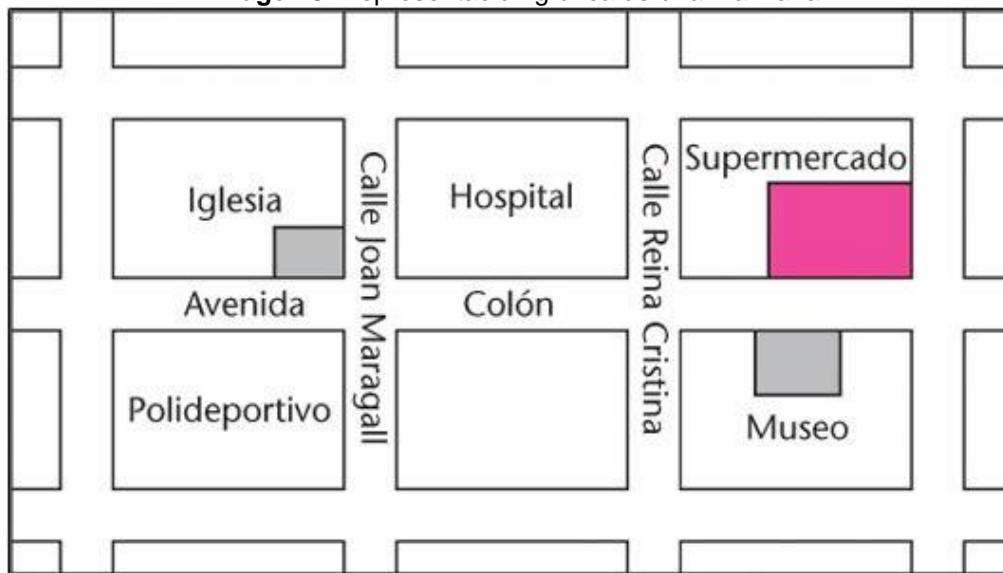 Supermercado
Iglesia
Hospital
Calle Joan Maragall
Calle Reina Cristina
Avenida Colón
Polideportivo
Museo